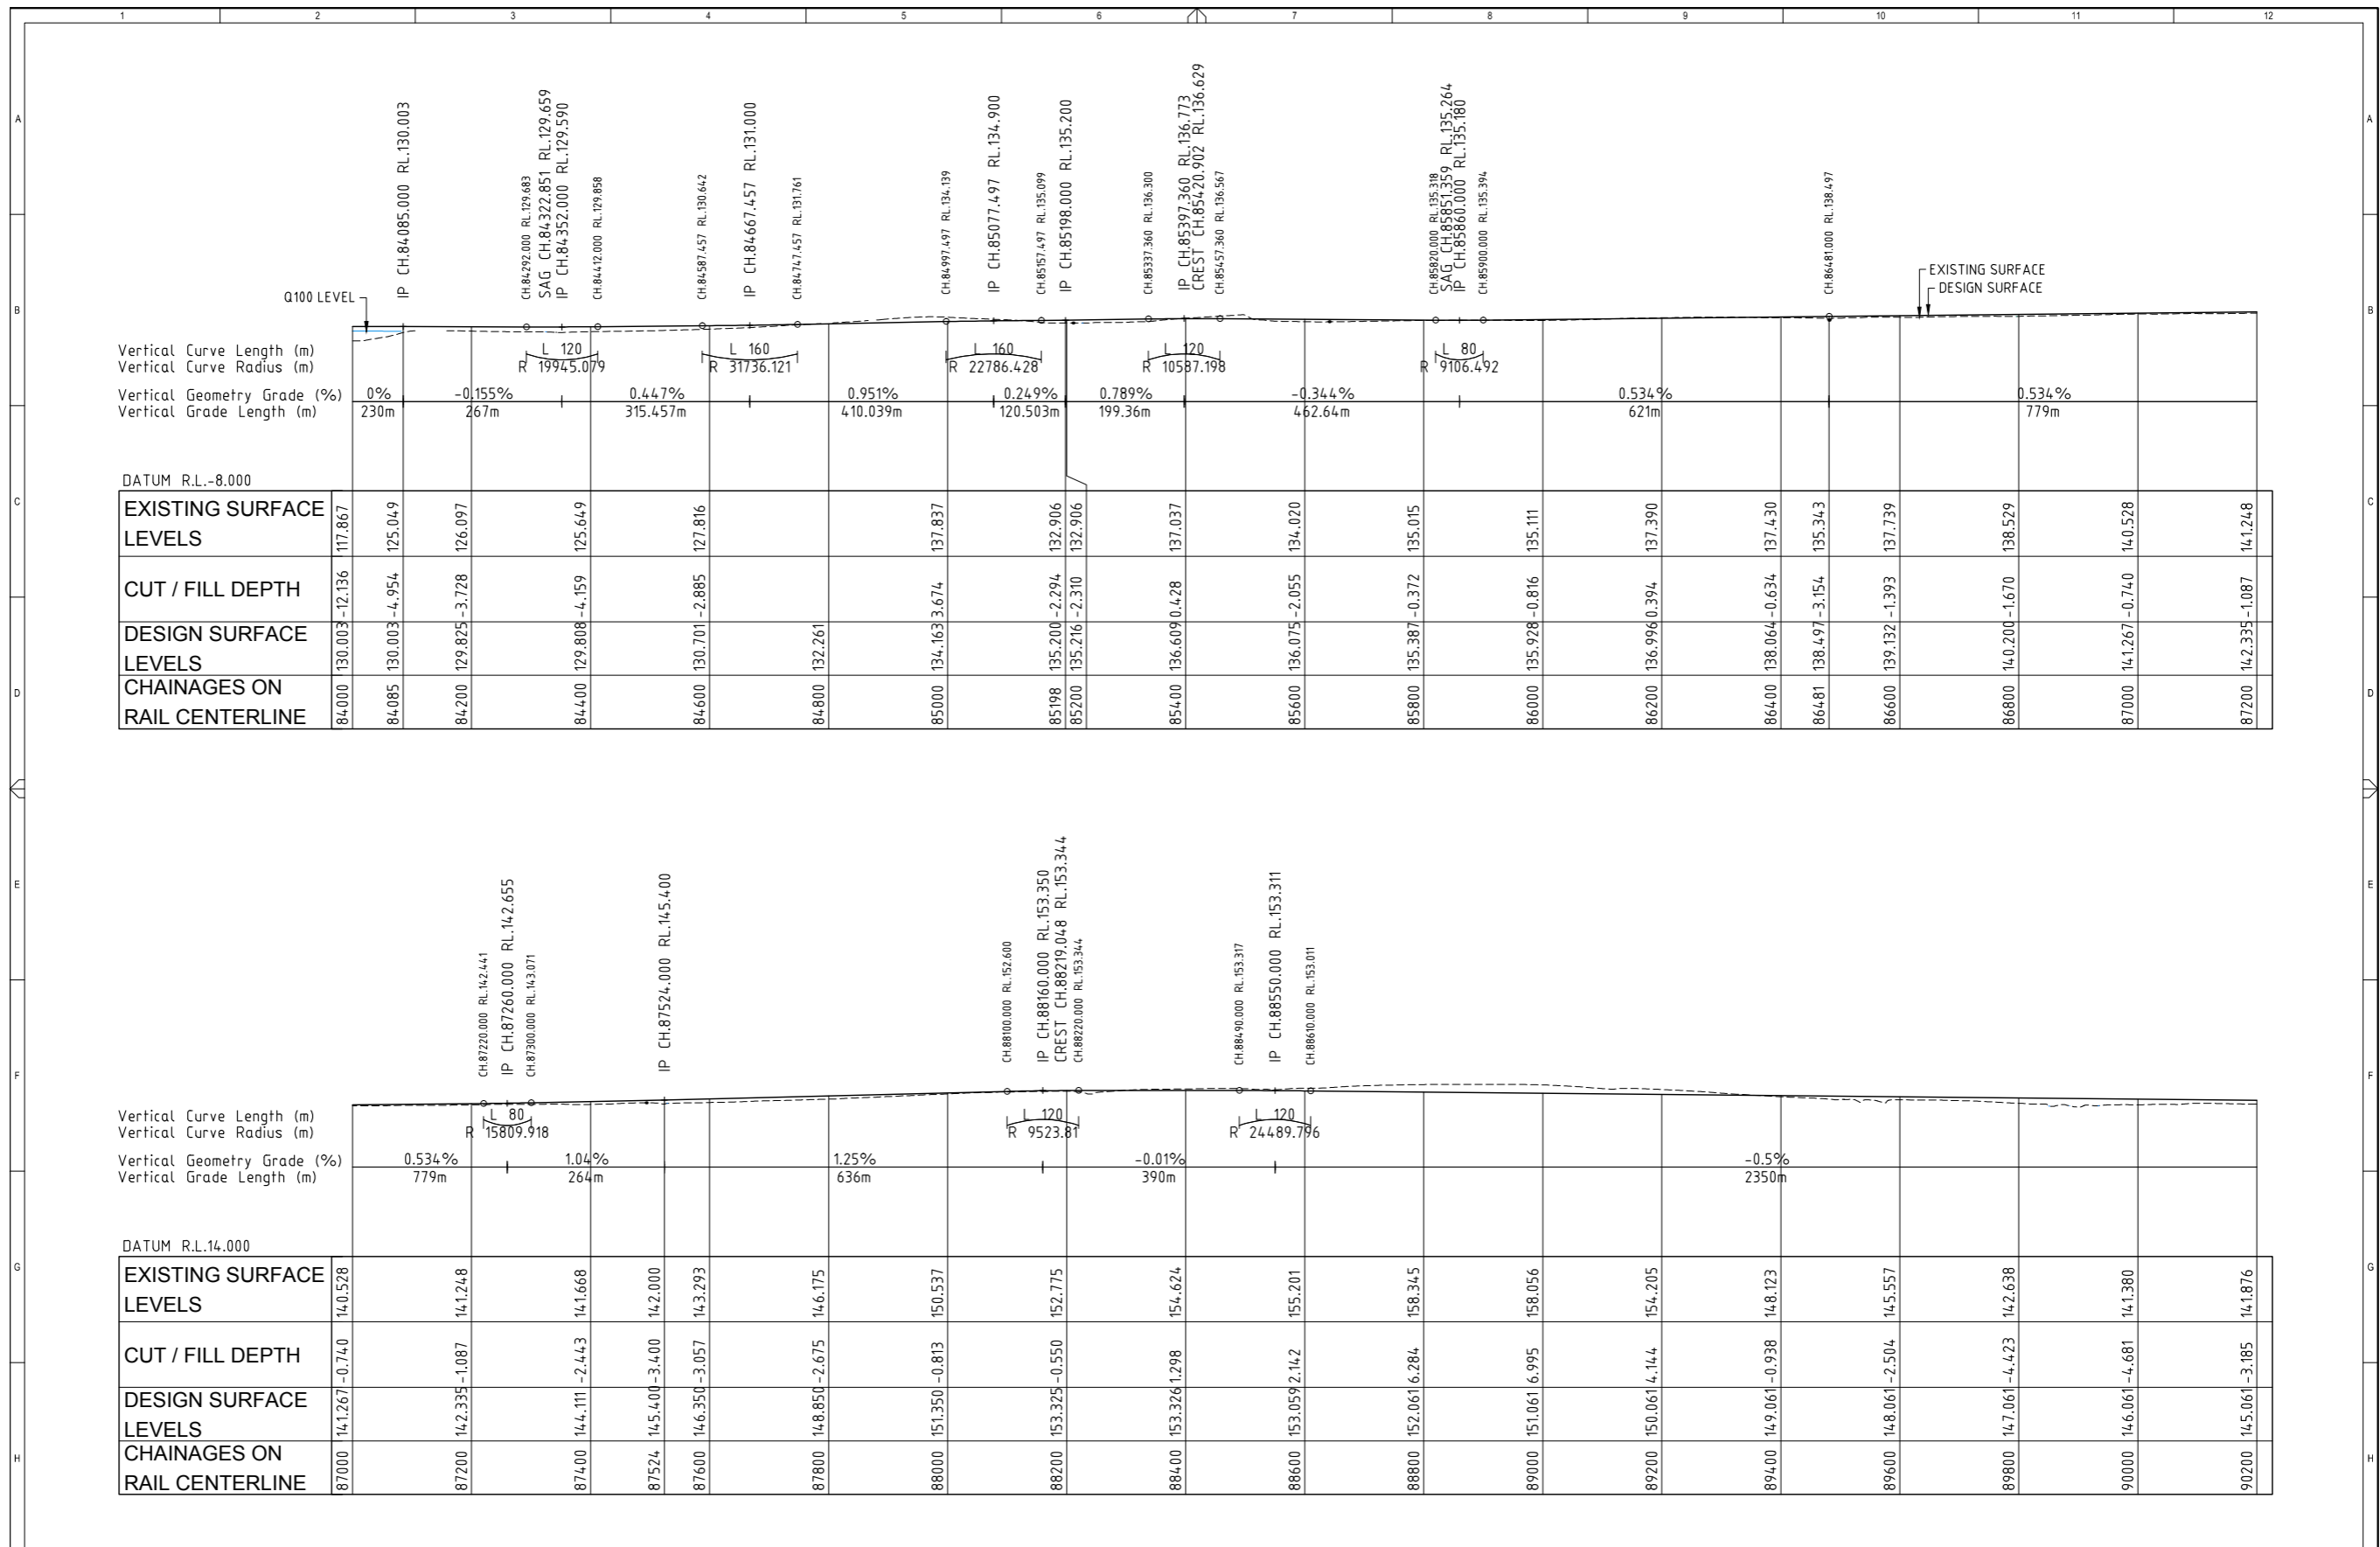 1 2 3 4 5 6 7 8 9 10 11 12
A A
IP CH.84085.000 RL.130.003
CH.84292.000 RL.129.683
SAG CH.84322.851 RL.129.659
IP CH.84352.000 RL.129.590
CH.84412.000 RL.129.858
CH.84587.457 RL.130.642
IP CH.84667.457 RL.131.000
CH.84747.457 RL.131.761
CH.84997.497 RL.134.139
IP CH.85077.497 RL.134.900
CH.85157.497 RL.135.099
IP CH.85198.000 RL.135.200
CH.85337.360 RL.136.300
IP CH.85397.360 RL.136.773
CREST CH.85420.902 RL.136.629
CH.85457.360 RL.136.567
CH.85820.000 RL.135.318
SAG CH.85851.359 RL.135.264
IP CH.85860.000 RL.135.180
CH.85900.000 RL.135.394
CH.86481.000 RL.138.497
EXISTING SURFACE
DESIGN SURFACE
Q100 LEVEL
B B
Vertical Curve Length (m) L 120 L 160 L 160 L 120 L 80
Vertical Curve Radius (m) R 19945.079 R 31736.121 R 22786.428 R 10587.198 R 9106.492
Vertical Geometry Grade (%) 0% -0.155% 0.447% 0.951% 0.249% 0.789% -0.344% 0.534% 0.534%
Vertical Grade Length (m) 230m 267m 315.457m 410.039m 120.503m 199.36m 462.64m 621m 779m
DATUM R.L.-8.000
C C
EXISTING SURFACE
LEVELS
117.867 125.049 126.097 125.649 127.816 137.837 132.906 132.906 137.037 134.020 135.015 135.111 137.390 137.430 135.343 137.739 138.529 140.528 141.248
CUT / FILL DEPTH
-12.136 -4.954 -3.728 -4.159 -2.885 3.674 -2.294 -2.310 0.428 -2.055 -0.372 -0.816 0.394 -0.634 -3.154 -1.393 -1.670 -0.740 -1.087
DESIGN SURFACE
LEVELS
130.003 130.003 129.825 129.808 130.701 132.261 134.163 135.200 135.216 136.609 136.075 135.387 135.928 136.996 138.064 138.497 139.132 140.200 141.267 142.335
D D
CHAINAGES ON
RAIL CENTERLINE
84000 84085 84200 84400 84600 84800 85000 85198 85200 85400 85600 85800 86000 86200 86400 86481 86600 86800 87000 87200
E E
CH.87220.000 RL.142.441
IP CH.87260.000 RL.142.655
CH.87300.000 RL.143.071
IP CH.87524.000 RL.145.400
CH.88100.000 RL.152.600
IP CH.88160.000 RL.153.350
CREST CH.88219.048 RL.153.344
CH.88220.000 RL.153.344
CH.88490.000 RL.153.317
IP CH.88550.000 RL.153.311
CH.88610.000 RL.153.011
F F
Vertical Curve Length (m) L 80 L 120 L 120
Vertical Curve Radius (m) R 15809.918 R 9523.81 R 24489.796
Vertical Geometry Grade (%) 0.534% 1.04% 1.25% -0.01% -0.5%
Vertical Grade Length (m) 779m 264m 636m 390m 2350m
DATUM R.L.14.000
G G
EXISTING SURFACE
LEVELS
140.528 141.248 141.668 142.000 143.293 146.175 150.537 152.775 154.624 155.201 158.345 158.056 154.205 148.123 145.557 142.638 141.380 141.876
CUT / FILL DEPTH
-0.740 -1.087 -2.443 -3.400 -3.057 -2.675 -0.813 -0.550 1.298 2.142 6.284 6.995 4.144 -0.938 -2.504 -4.423 -4.681 -3.185
DESIGN SURFACE
LEVELS
141.267 142.335 144.111 145.400 146.350 148.850 151.350 153.325 153.326 153.059 152.061 151.061 150.061 149.061 148.061 147.061 146.061 145.061
H H
CHAINAGES ON
RAIL CENTERLINE
87000 87200 87400 87524 87600 87800 88000 88200 88400 88600 88800 89000 89200 89400 89600 89800 90000 90200